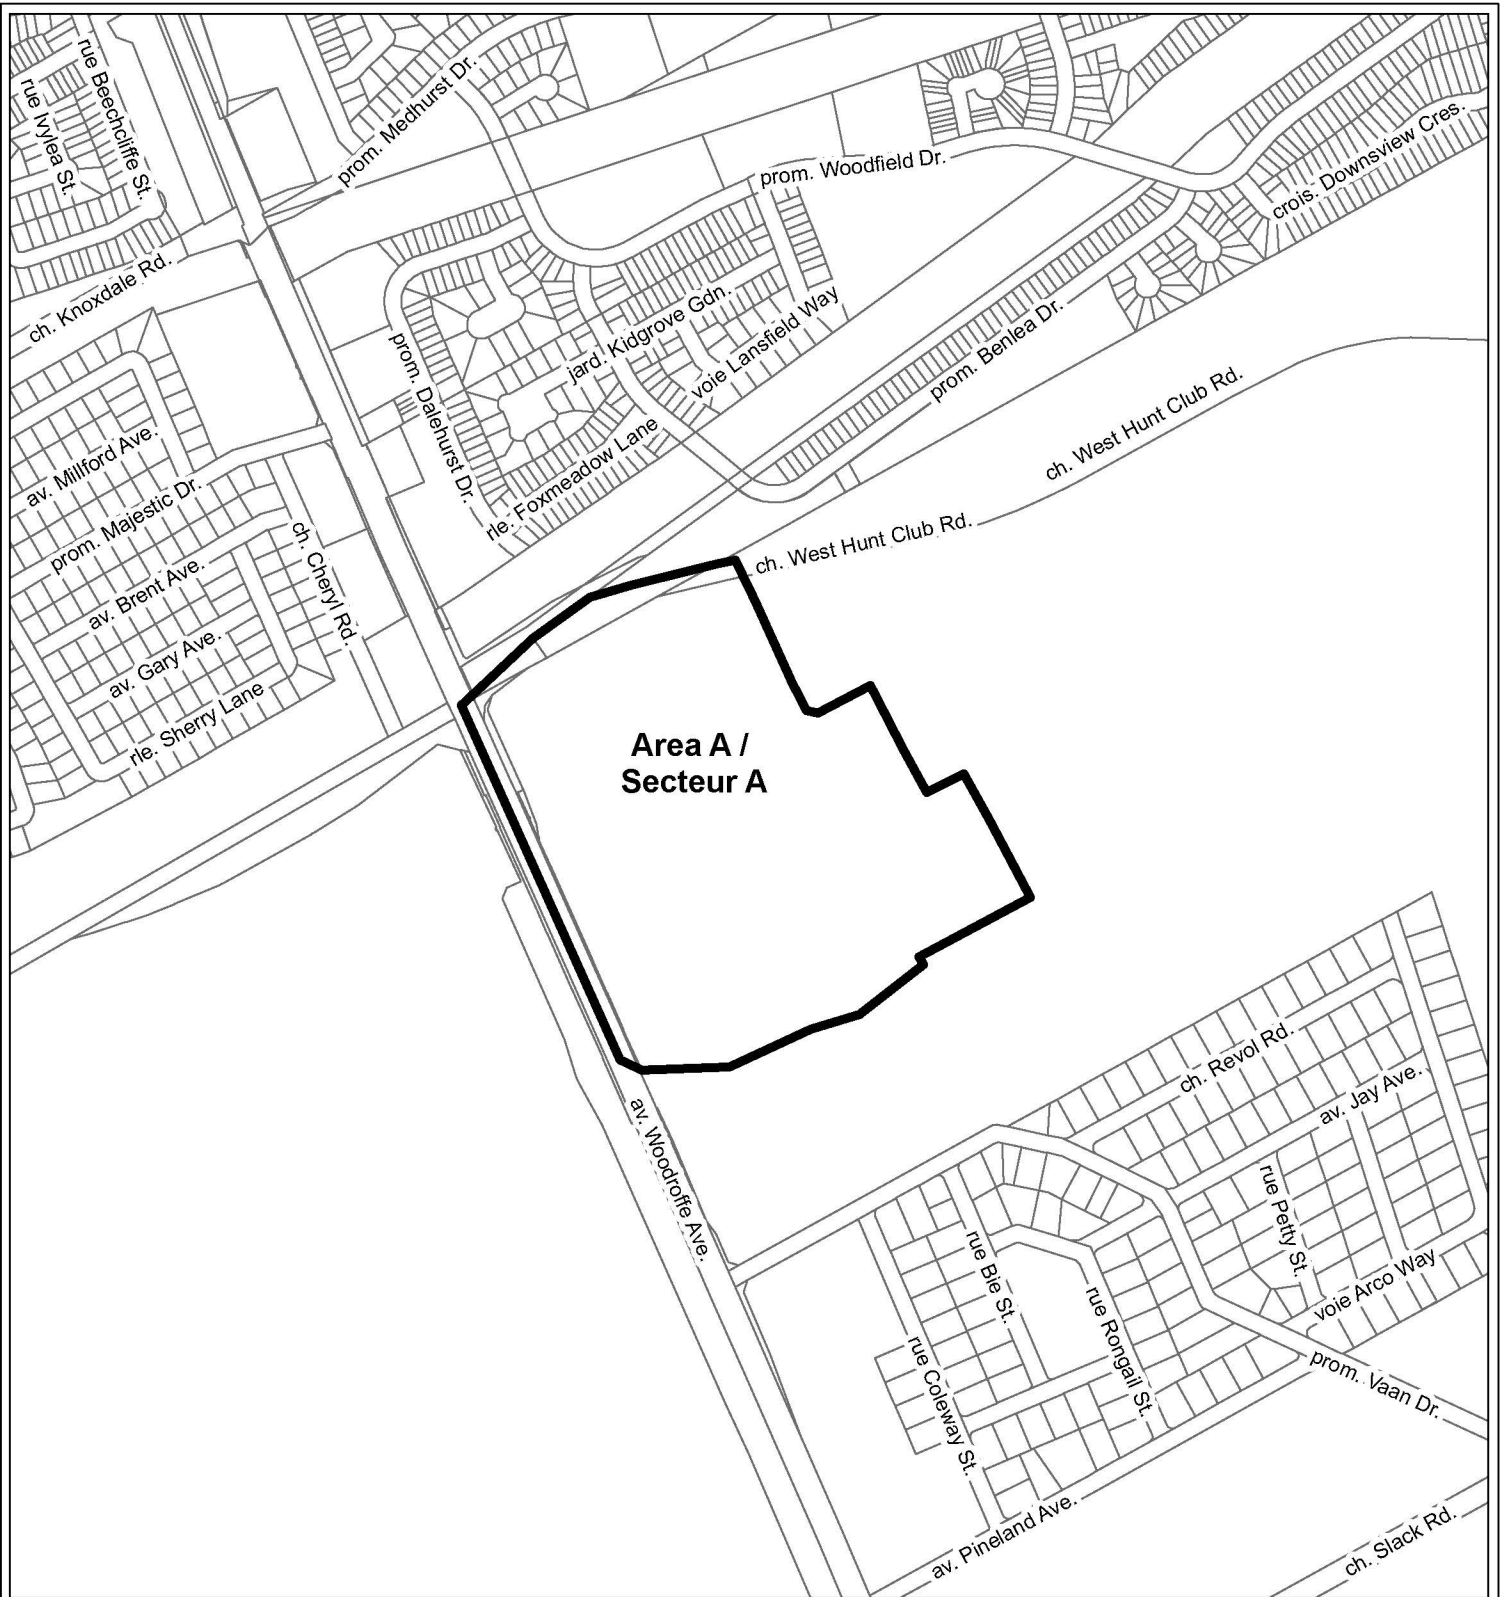 rue Beechcliffe St.
rue Ivylea St.
prom. Medhurst Dr.
prom. Woodfield Dr.
crois. Downsview Cres.
ch. Knoxdale Rd.
jard. Kidgrove Gdn.
voie Lansfield Way
prom. Benlea Dr.
prom. Dalehurst Dr.
ch. West Hunt Club Rd.
av. Millford Ave.
prom. Majestic Dr.
rle. Foxmeadow Lane
av. Brent Ave.
ch. Cheryl Rd.
ch. West Hunt Club Rd.
av. Gary Ave.
rle. Sherry Lane
Area A /
Secteur A
ch. Revol Rd.
av. Jay Ave.
av. Woodroffe Ave.
rue Petty St.
rue Bie St.
voie Arco Way
rue Rongail St.
rue Coleway St.
prom. Vaan Dr.
av. Pineland Ave.
ch. Slack Rd.